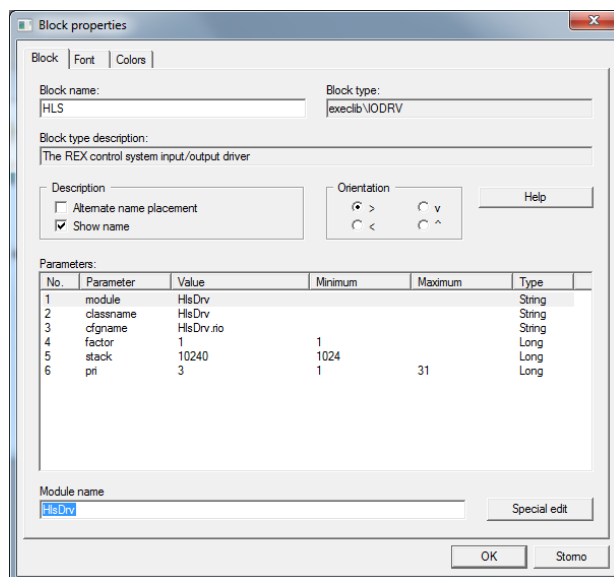 Block properties
Block Font Colors
Block name: Block type:
HLS execlib\IODRV
Block type description:
The REX control system input/output driver
Description Orientation
Alternate name placement > v Help
Show name < ^
Parameters:
No. Parameter Value Minimum Maximum Type
1 module HlsDrv String
2 classname HlsDrv String
3 cfgname HlsDrv.rio String
4 factor 1 1 Long
5 stack 10240 1024 Long
6 pri 3 1 31 Long
Module name
HlsDrv Special edit
OK Storno